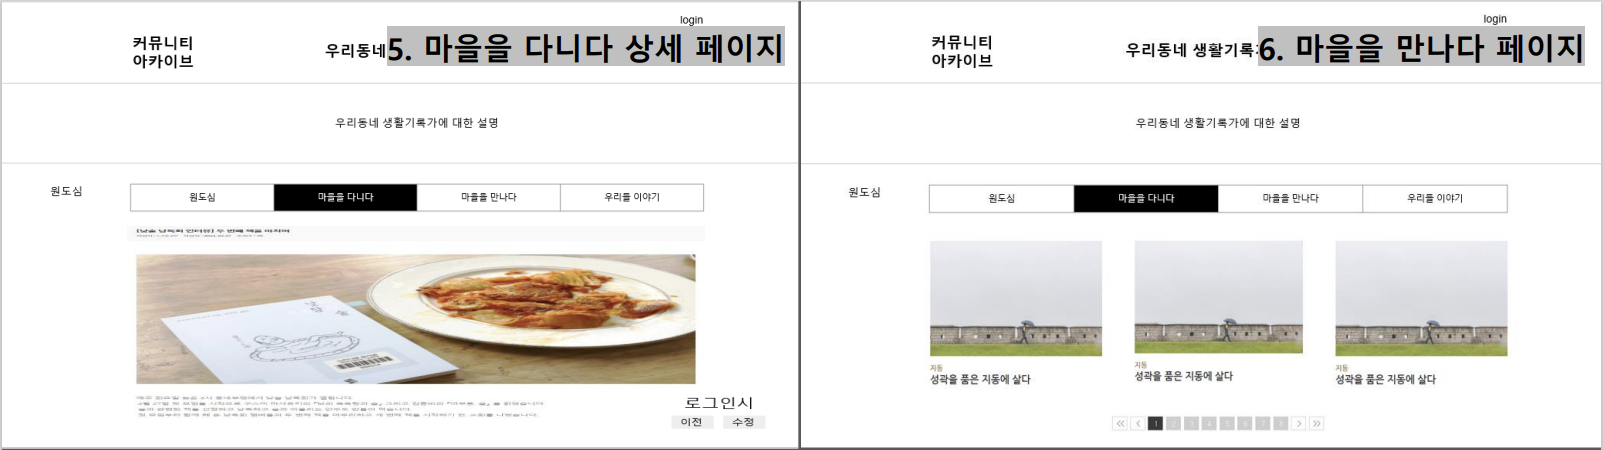 login
커뮤니티
아카이브
우리동네
5. 마을을 다니다 상세 페이지
우리동네 생활기록가에 대한 설명
원도심
원도심
마을을 다니다
마을을 만나다
우리들 이야기
두 번째 책을 마치며
로그인시
이전
수정
login
커뮤니티
아카이브
우리동네 생활기록
6. 마을을 만나다 페이지
우리동네 생활기록가에 대한 설명
원도심
원도심
마을을 다니다
마을을 만나다
우리들 이야기
지동
성곽을 품은 지동에 살다
지동
성곽을 품은 지동에 살다
지동
성곽을 품은 지동에 살다
1 2 3 4 5 6 7 8